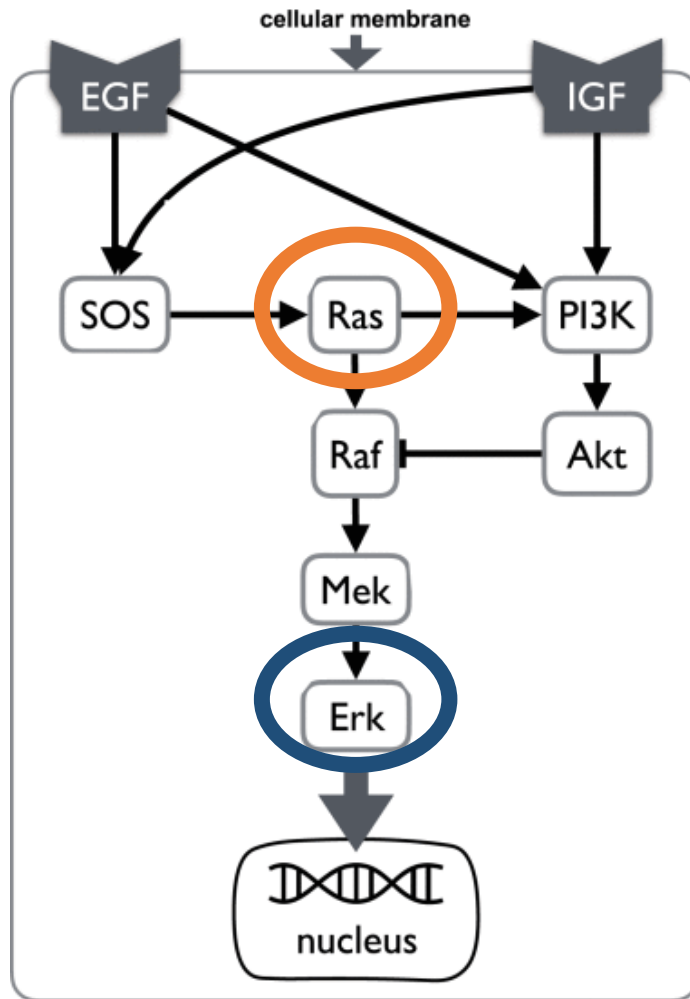 cellular membrane
EGF
IGF
SOS
Ras
PI3K
Raf
Akt
Mek
Erk
nucleus